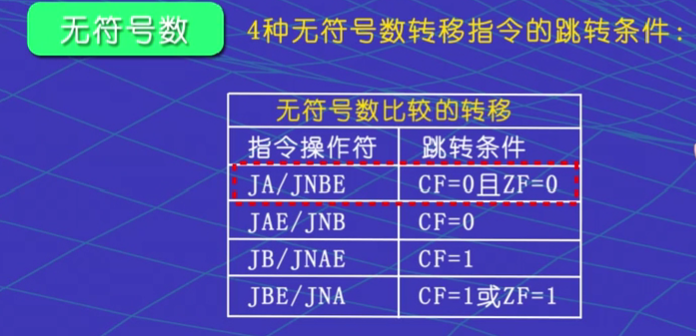 无符号数
4种无符号数转移指令的跳转条件：
无符号数比较的转移
指令操作符 跳转条件
JA/JNBE CF=0且ZF=0
JAE/JNB CF=0
JB/JNAE CF=1
JBE/JNA CF=1或ZF=1